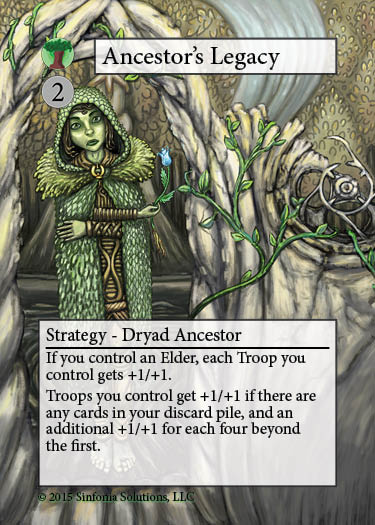 Ancestor's Legacy
2
Strategy - Dryad Ancestor
If you control an Elder, each Troop you
control gets +1/+1.
Troops you control get +1/+1 if there are
any cards in your discard pile, and an
additional +1/+1 for each four beyond
the first.
© 2015 Sinfonia Solutions, LLC